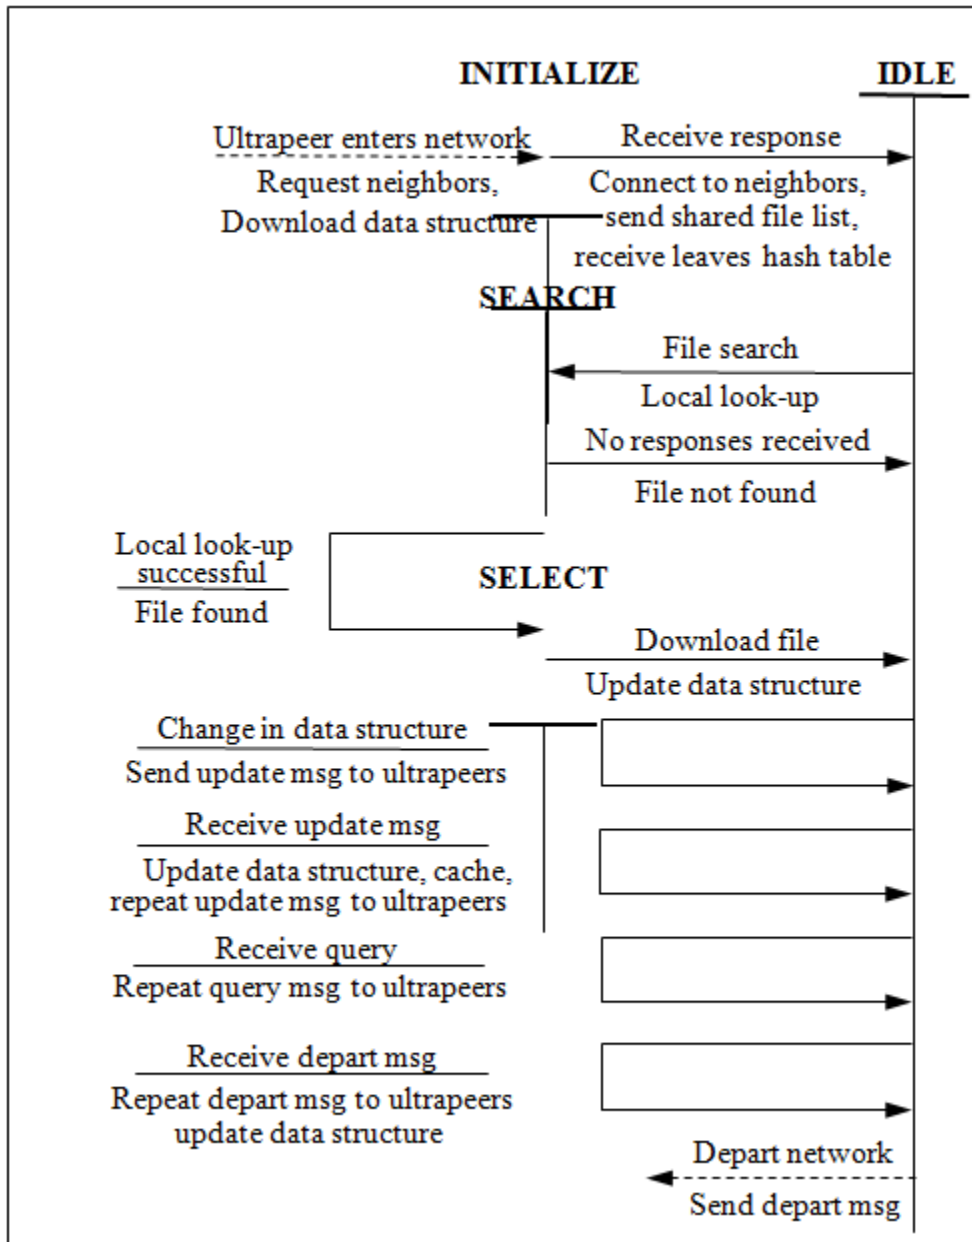 INITIALIZE
IDLE
Ultrapeer enters network
Receive response
Request neighbors,
Download data structure
Connect to neighbors,
send shared file list,
receive leaves hash table
SEARCH
File search
Local look-up
No responses received
File not found
Local look-up
successful
File found
SELECT
Download file
Update data structure
Change in data structure
Send update msg to ultrapeers
Receive update msg
Update data structure, cache,
repeat update msg to ultrapeers
Receive query
Repeat query msg to ultrapeers
Receive depart msg
Repeat depart msg to ultrapeers
update data structure
Depart network
Send depart msg